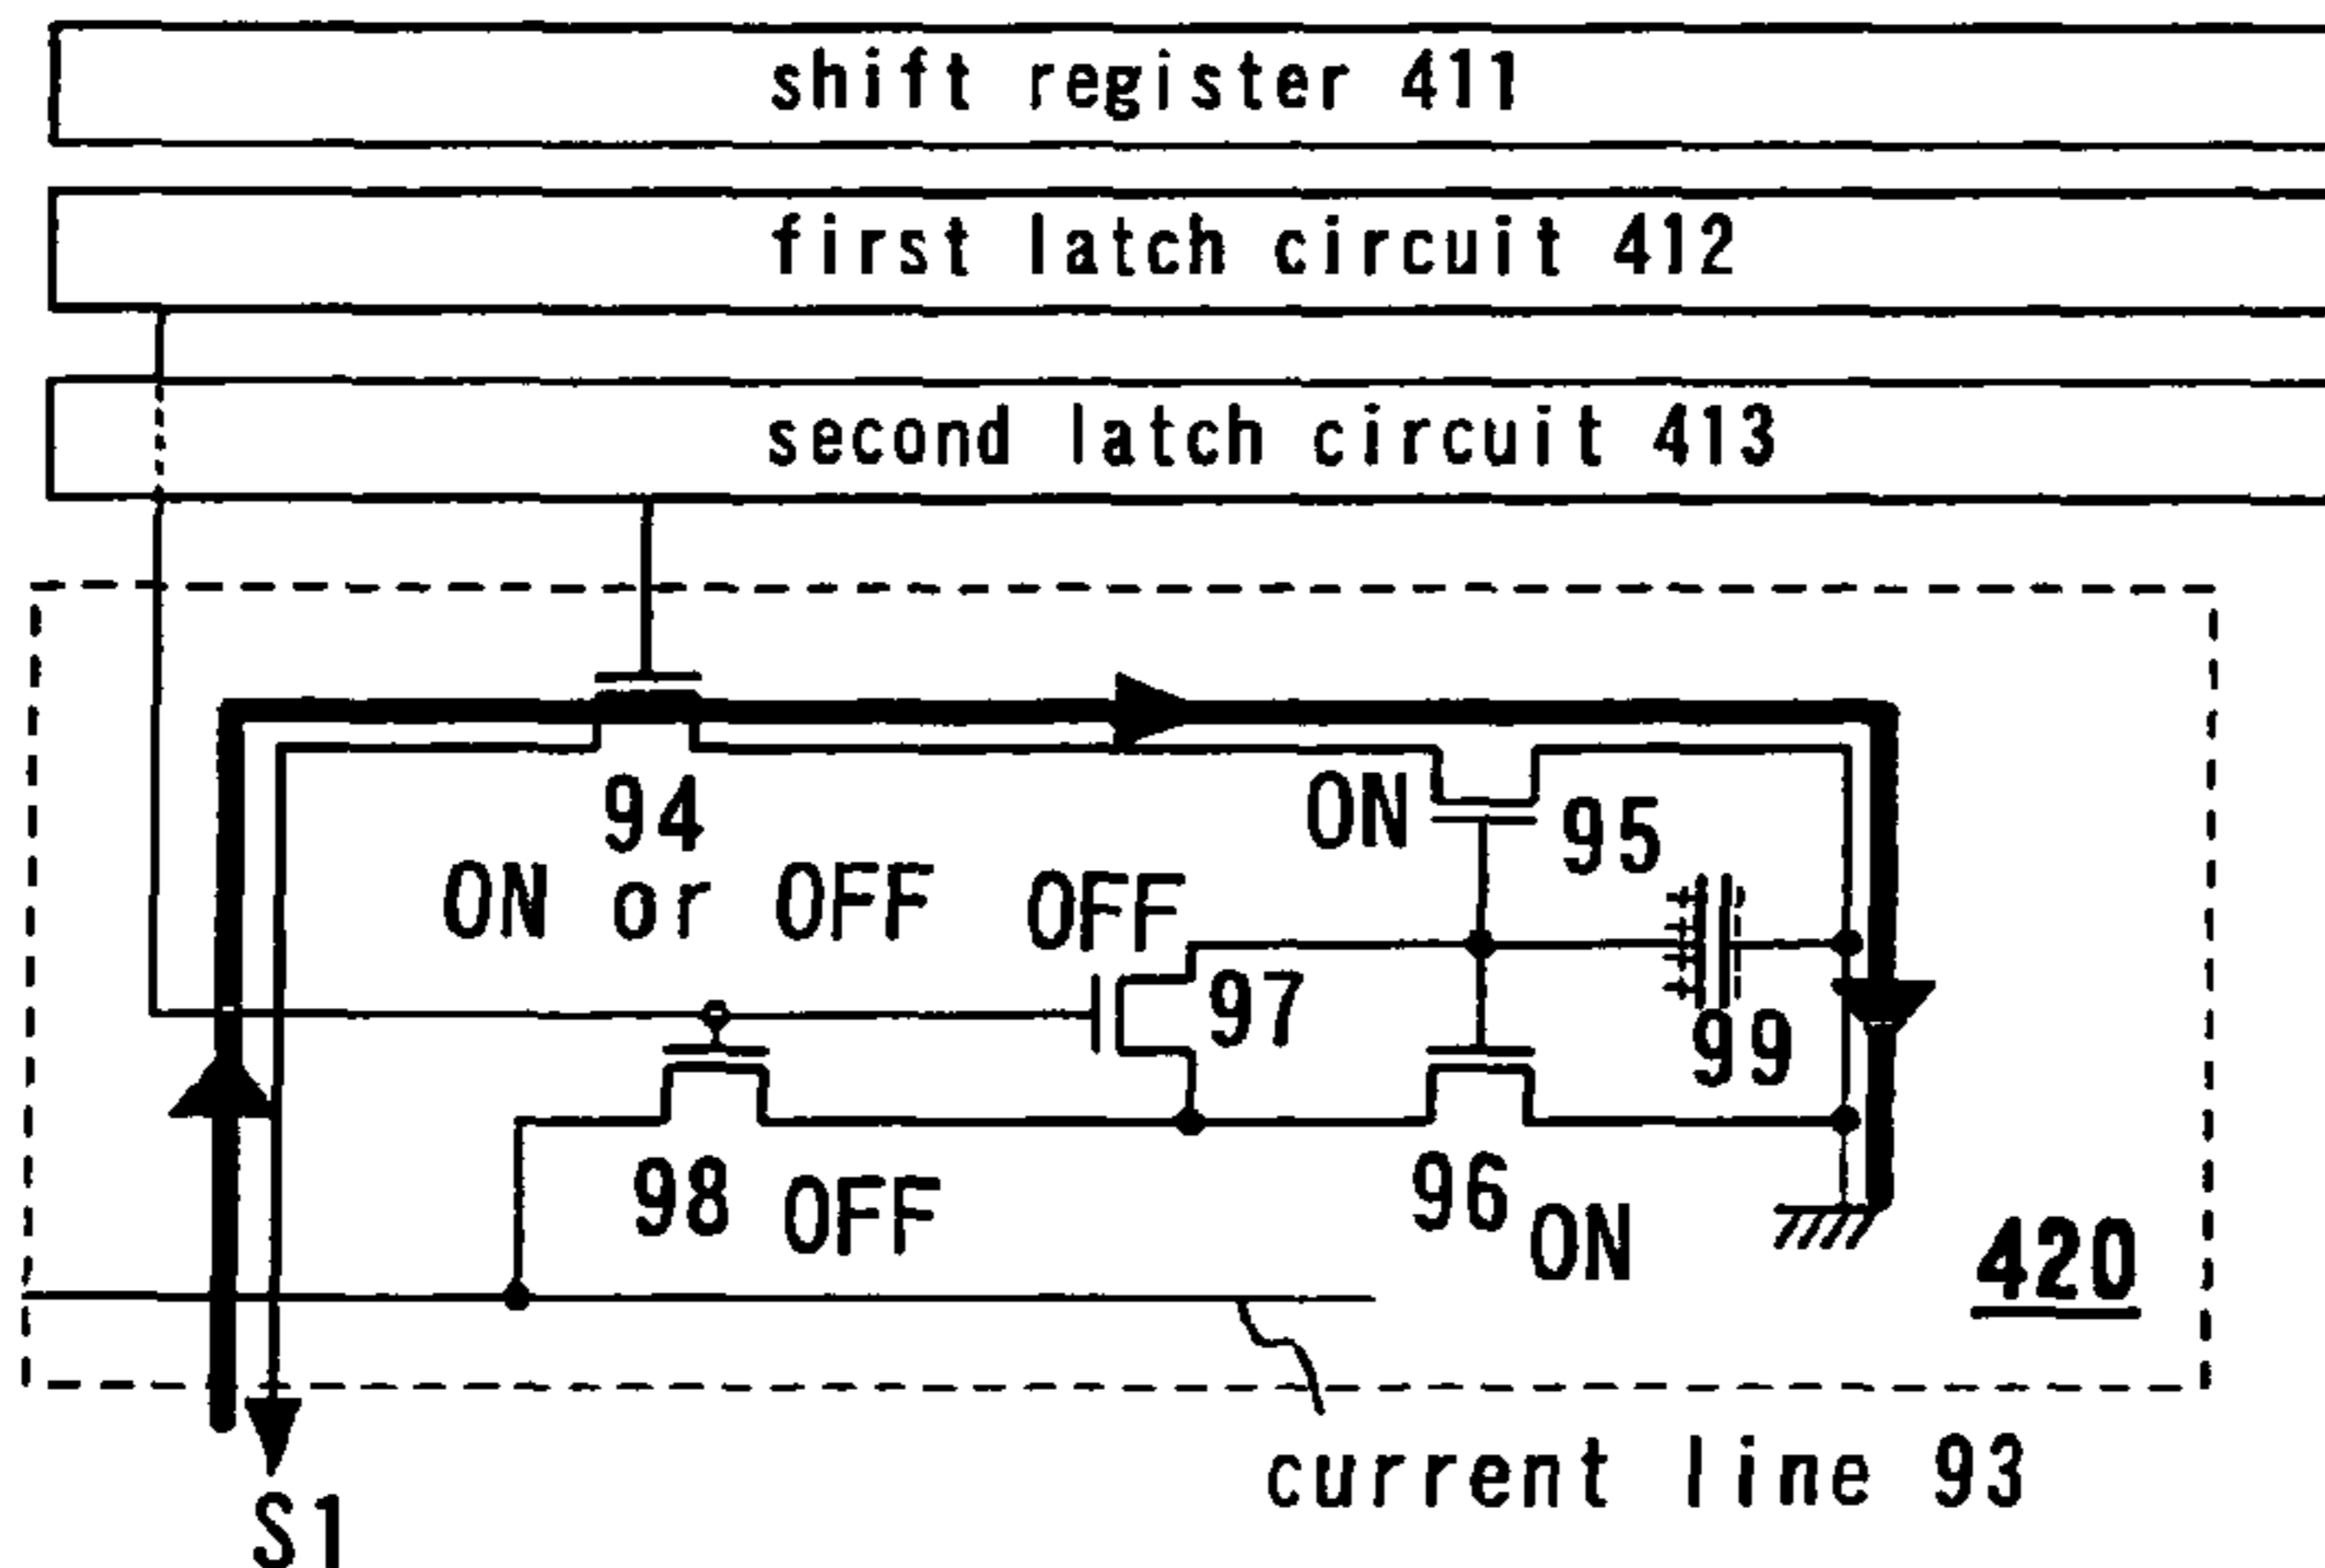 shift register 411
first latch circuit 412
second latch circuit 413
94
ON
95
ON or OFF
OFF
97
99
98
OFF
96
ON
420
current line 93
S1